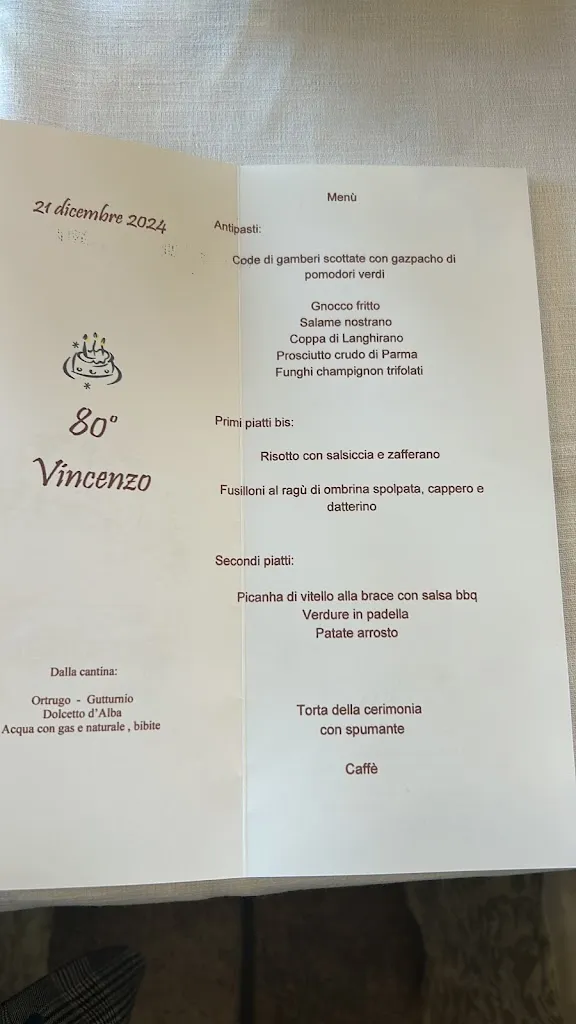 21 dicembre 2024
80°
Vincenzo
Dalla cantina:
Ortrugo - Gutturnio
Dolcetto d'Alba
Acqua con gas e naturale , bibite
Menù
Antipasti:
Code di gamberi scottate con gazpacho di
pomodori verdi
Gnocco fritto
Salame nostrano
Coppa di Langhirano
Prosciutto crudo di Parma
Funghi champignon trifolati
Primi piatti bis:
Risotto con salsiccia e zafferano
Fusilloni al ragù di ombrina spolpata, cappero e
datterino
Secondi piatti:
Picanha di vitello alla brace con salsa bbq
Verdure in padella
Patate arrosto
Torta della cerimonia
con spumante
Caffè